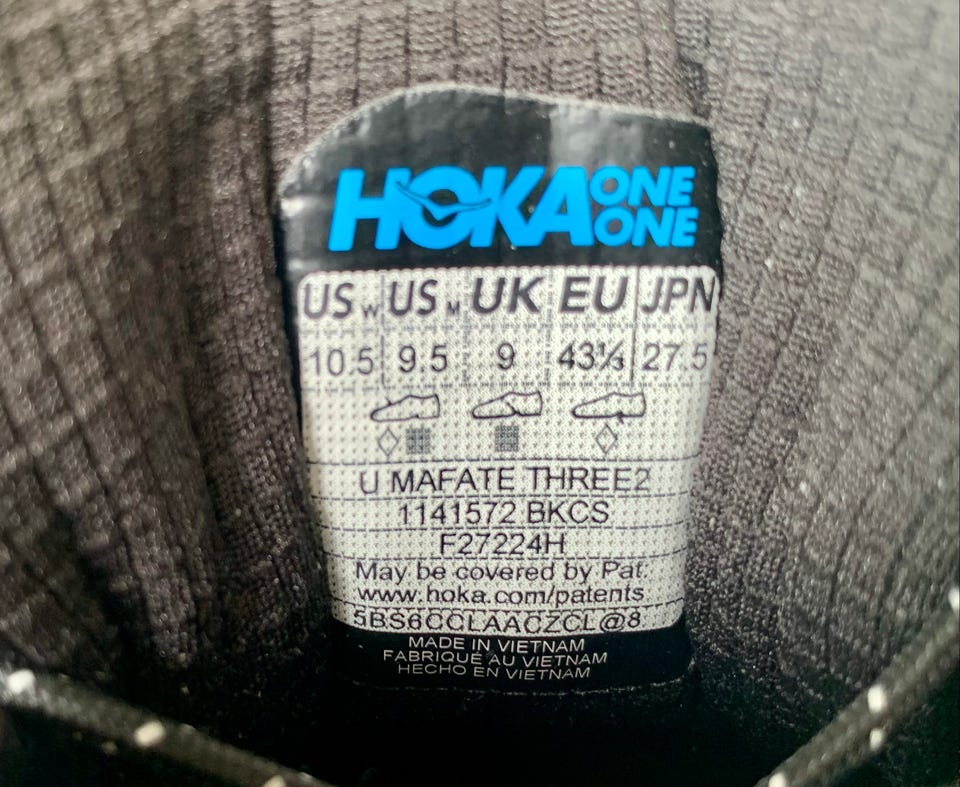 HOKA ONE ONE
US W US M UK EU JPN
10.5 9.5 9 43⅓ 27.5
U MAFATE THREE2
1141572 BKCS
F27224H
May be covered by Pat.
www.hoka.com/patents
5BS6CCLAACZCL@8
MADE IN VIETNAM
FABRIQUÉ AU VIETNAM
HECHO EN VIETNAM